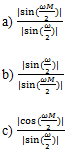 a) |sin(ωM/2)| / |sin(ω/2)|
b) |sin(ω/2)| / |sin(ωM/2)|
c) |cos(ωM/2)| / |sin(ω/2)|